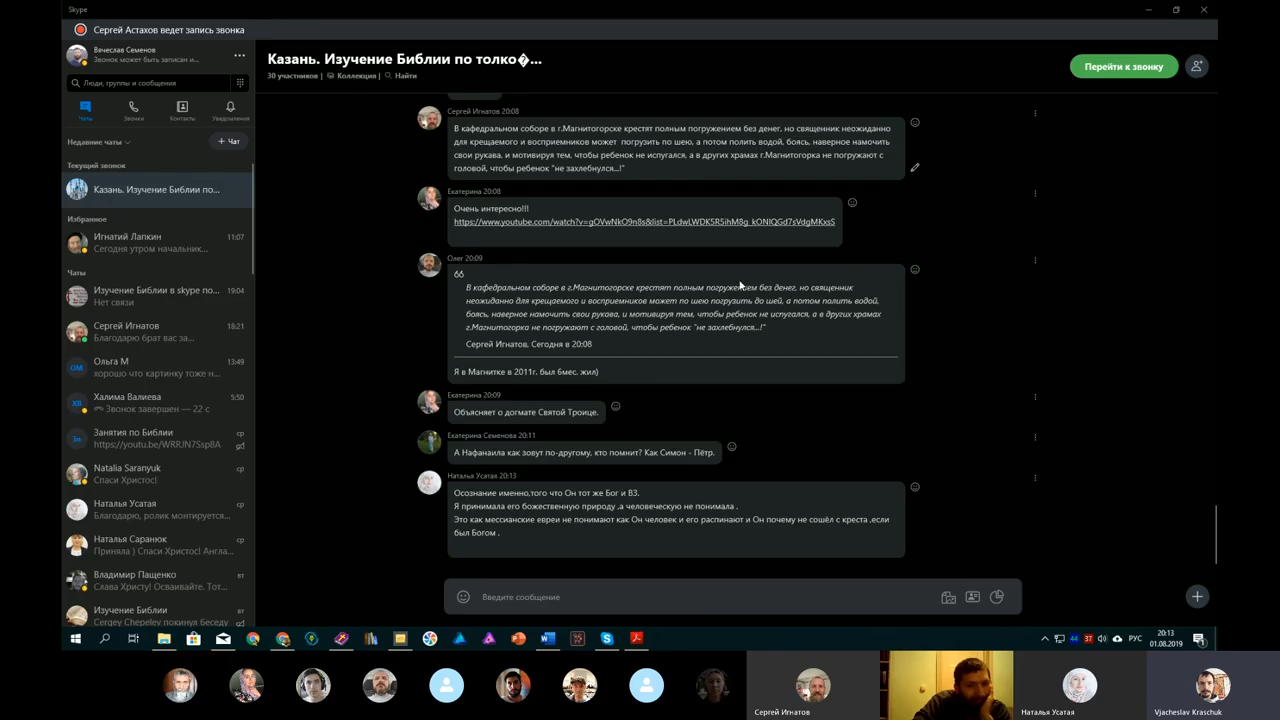 Skype
Сергей Астахов ведет запись звонка
Вячеслав Семенов
Звонок может быть записан и...
Люди, группы и сообщения
Чаты
Звонки
Контакты
Уведомления
Недавние чаты
Чат
Текущий звонок
Казань. Изучение Библии по...
Избранное
Игнатий Лапкин
11:07
Сегодня утром начальник...
Чаты
Изучение Библии в skype по...
19:04
Нет связи
Сергей Игнатов
18:21
Благодарю брат вас за...
ОМ
Ольга М
13:49
хорошо что картинку тоже н...
ХВ
Халима Валиева
5:50
Звонок завершен — 22 с
Зп
Занятия по Библии
ср
https://youtu.be/WRRJN7Ssp8A
Natalia Saranyuk
ср
Спаси Христос!
Наталья Усатая
ср
Благодарю, ролик монтируется...
Наталья Саранюк
ср
Приняла ) Спаси Христос! Англа...
Владимир Пащенко
вт
Слава Христу! Осваивайте. Тот...
Изучение Библии
вт
Сергey Chepeley покинул беседу
Казань. Изучение Библии по толко�...
30 участников | Коллекция | Найти
Перейти к звонку
Сергей Игнатов 20:08
В кафедральном соборе в г.Магнитогорске крестят полным погружением без денег, но священник неожиданно
для крещаемого и восприемников может погрузить по шею, а потом полить водой, боясь, наверное намочить
свои рукава, и мотивируя тем, чтобы ребенок не испугался, а в других храмах г.Магнитогорка не погружают с
головой, чтобы ребенок "не захлебнулся...!"
Екатерина 20:08
Очень интересно!!!
https://www.youtube.com/watch?v=gOVwNkO9n8s&list=PLdwLWDK5R5ihM8g_kONlQGd7sVdgMKxsS
Олег 20:09
В кафедральном соборе в г.Магнитогорске крестят полным погружением без денег, но священник
неожиданно для крещаемого и восприемников может по шею погрузить до шей, а потом полить водой,
боясь, наверное намочить свои рукава, и мотивируя тем, чтобы ребенок не испугался, а в других храмах
г.Магнитогорка не погружают с головой, чтобы ребенок "не захлебнулся...!"
Сергей Игнатов, Сегодня в 20:08
Я в Магнитке в 2011г. был 6мес. жил)
Екатерина 20:09
Объясняет о догмате Святой Троице.
Екатерина Семенова 20:11
А Нафанаила как зовут по-другому, кто помнит? Как Симон - Пётр.
Наталья Усатая 20:13
Осознание именно,того что Он тот же Бог и ВЗ.
Я принимала его божественную природу ,а человеческую не понимала .
Это как мессианские евреи не понимают как Он человек и его распинают и Он почему не сошёл с креста ,если
был Богом .
Введите сообщение
44
37
РУС
20:13
01.08.2019
Сергей Игнатов
Наталья Усатая
Vjacheslav Kraschuk